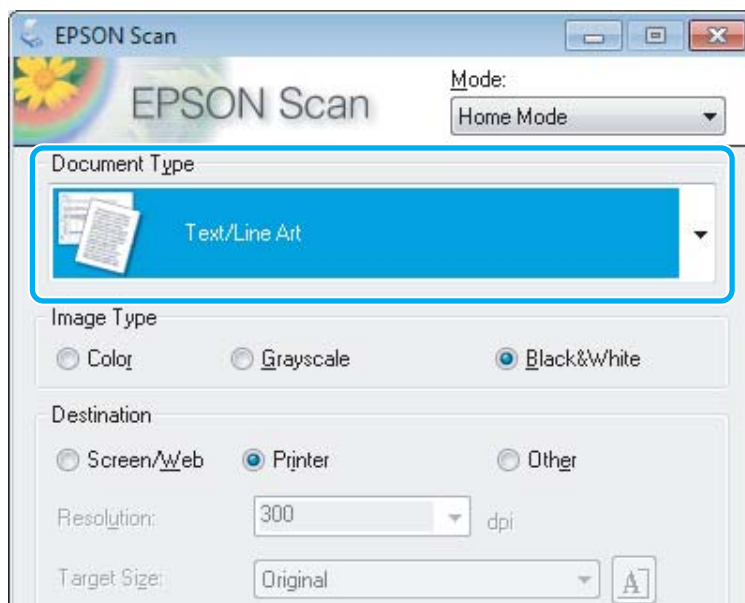 EPSON Scan
EPSON Scan
Mode:
Home Mode
Document Type
Text/Line Art
Image Type
Color Grayscale Black&White
Destination
Screen/Web Printer Other
Resolution: 300 dpi
Target Size: Original A